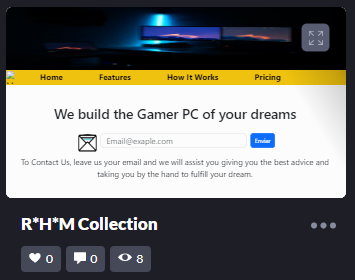 Home Features How It Works Pricing
We build the Gamer PC of your dreams
Email@exaple.com Enviar
To Contact Us, leave us your email and we will assist you giving you the best advice and
taking you by the hand to fulfill your dream.
R*H*M Collection
0 0 8